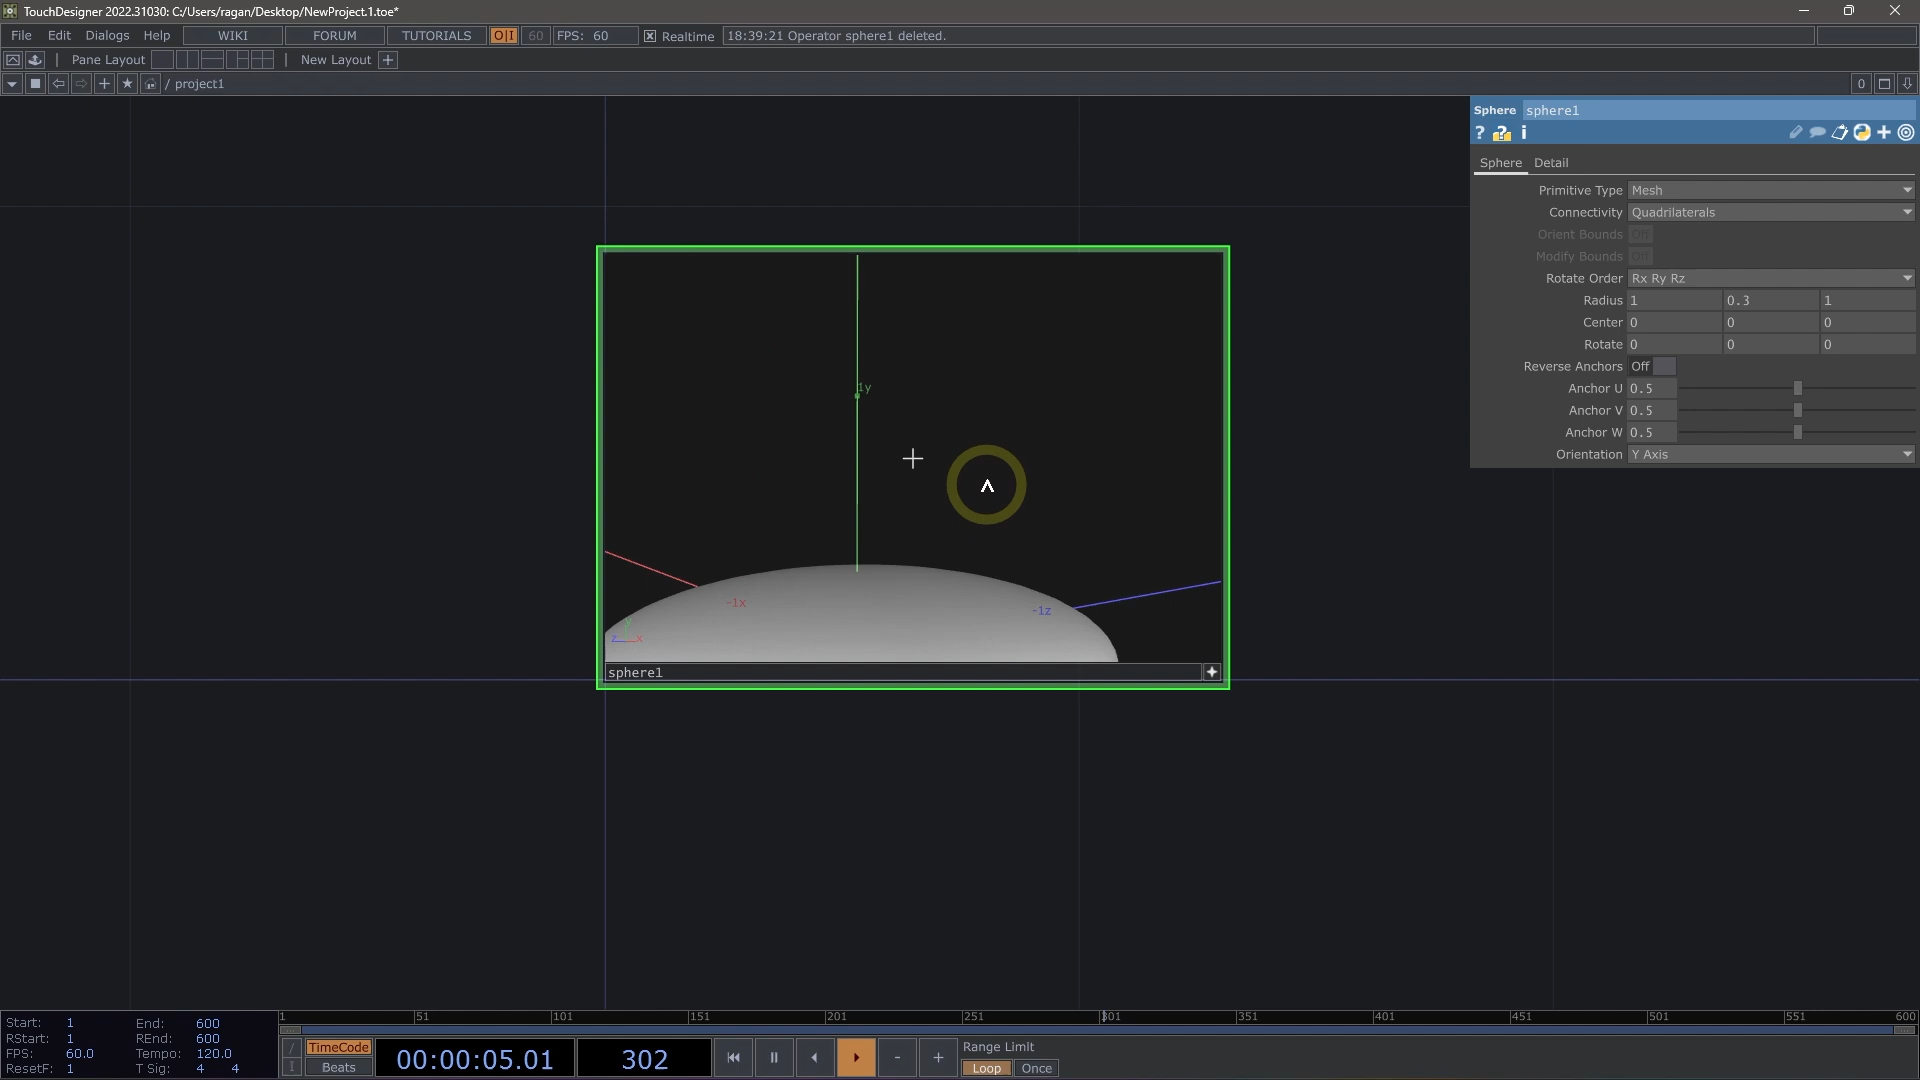 TouchDesigner 2022.31030: C:/Users/ragan/Desktop/NewProject.1.toe*
File Edit Dialogs Help WIKI FORUM TUTORIALS O|I 60 FPS: 60 Realtime 18:39:21 Operator sphere1 deleted.
Pane Layout New Layout +
/ project1 0
Sphere sphere1
? ? i
Sphere Detail
Primitive Type Mesh
Connectivity Quadrilaterals
Orient Bounds Off
Modify Bounds Off
Rotate Order Rx Ry Rz
Radius 1 0.3 1
Center 0 0 0
Rotate 0 0 0
Reverse Anchors Off
Anchor U 0.5
Anchor V 0.5
Anchor W 0.5
Orientation Y Axis
1y
-1x
-1z
y
z x
sphere1
Start: 1 End: 600
RStart: 1 REnd: 600
FPS: 60.0 Tempo: 120.0
ResetF: 1 T Sig: 4 4
1 51 101 151 201 251 301 351 401 451 501 551 600
TimeCode
Beats
00:00:05.01 302
- +
Range Limit
Loop Once